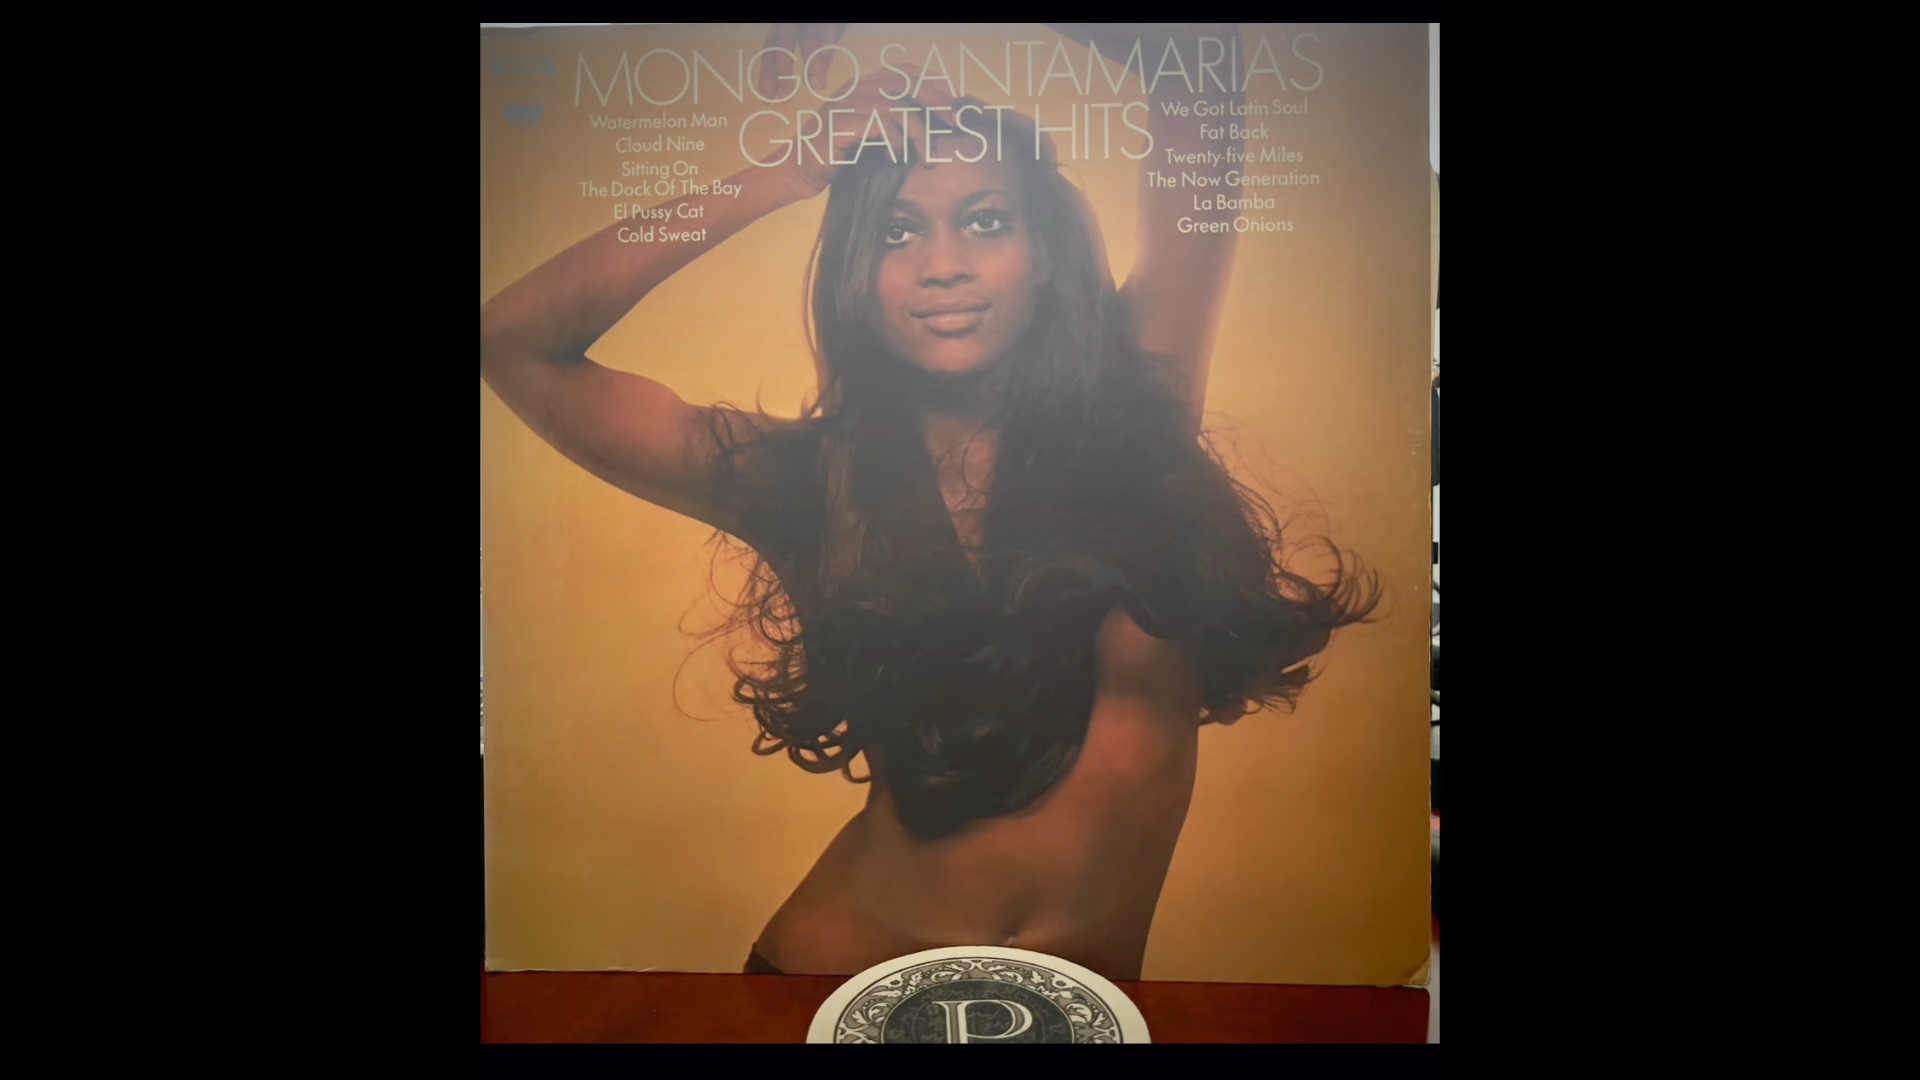 MONGO SANTAMARIA'S
GREATEST HITS
Watermelon Man
Cloud Nine
Sitting On
The Dock Of The Bay
El Pussy Cat
Cold Sweat
We Got Latin Soul
Fat Back
Twenty-five Miles
The Now Generation
La Bamba
Green Onions
P